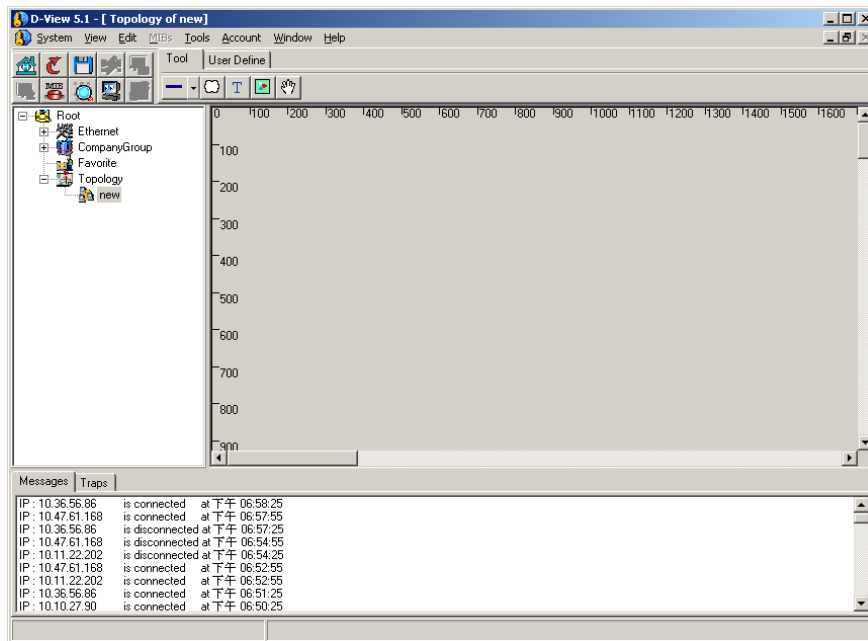 D-View 5.1 - [ Topology of new]
System View Edit MIBs Tools Account Window Help
Tool User Define
MIB
T
Root
Ethernet
CompanyGroup
Favorite
Topology
new
0 100 200 300 400 500 600 700 800 900 1000 1100 1200 1300 1400 1500 1600
100
200
300
400
500
600
700
800
900
Messages Traps
IP : 10.36.56.86 is connected at 下午 06:58:25
IP : 10.47.61.168 is connected at 下午 06:57:55
IP : 10.36.56.86 is disconnected at 下午 06:57:25
IP : 10.47.61.168 is disconnected at 下午 06:54:55
IP : 10.11.22.202 is disconnected at 下午 06:54:25
IP : 10.47.61.168 is connected at 下午 06:52:55
IP : 10.11.22.202 is connected at 下午 06:52:55
IP : 10.36.56.86 is connected at 下午 06:51:25
IP : 10.10.27.90 is connected at 下午 06:50:25